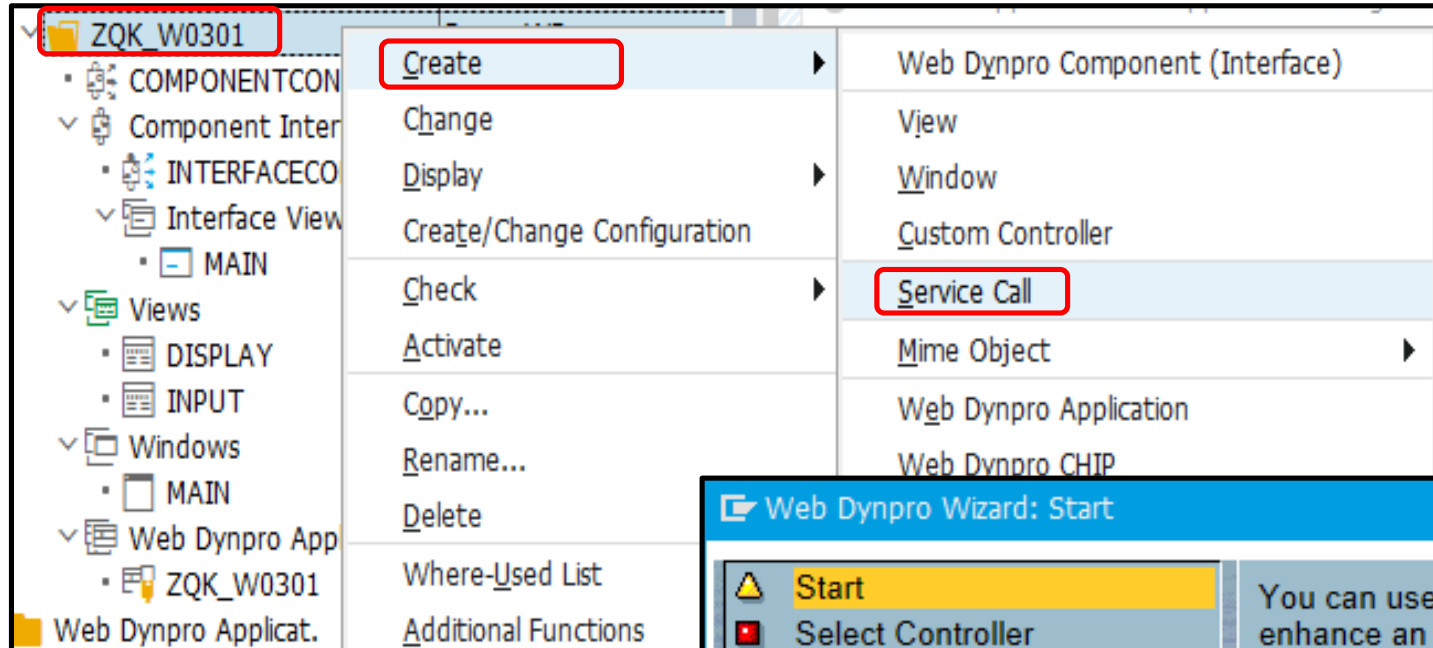 ZQK_W0301
COMPONENTCON
Component Inter
INTERFACECO
Interface View
MAIN
Views
DISPLAY
INPUT
Windows
MAIN
Web Dynpro App
ZQK_W0301
Web Dynpro Applicat.
Create
Change
Display
Create/Change Configuration
Check
Activate
Copy...
Rename...
Delete
Where-Used List
Additional Functions
Web Dynpro Component (Interface)
View
Window
Custom Controller
Service Call
Mime Object
Web Dynpro Application
Web Dynpro CHIP
Web Dynpro Wizard: Start
Start
Select Controller
You can use
enhance an